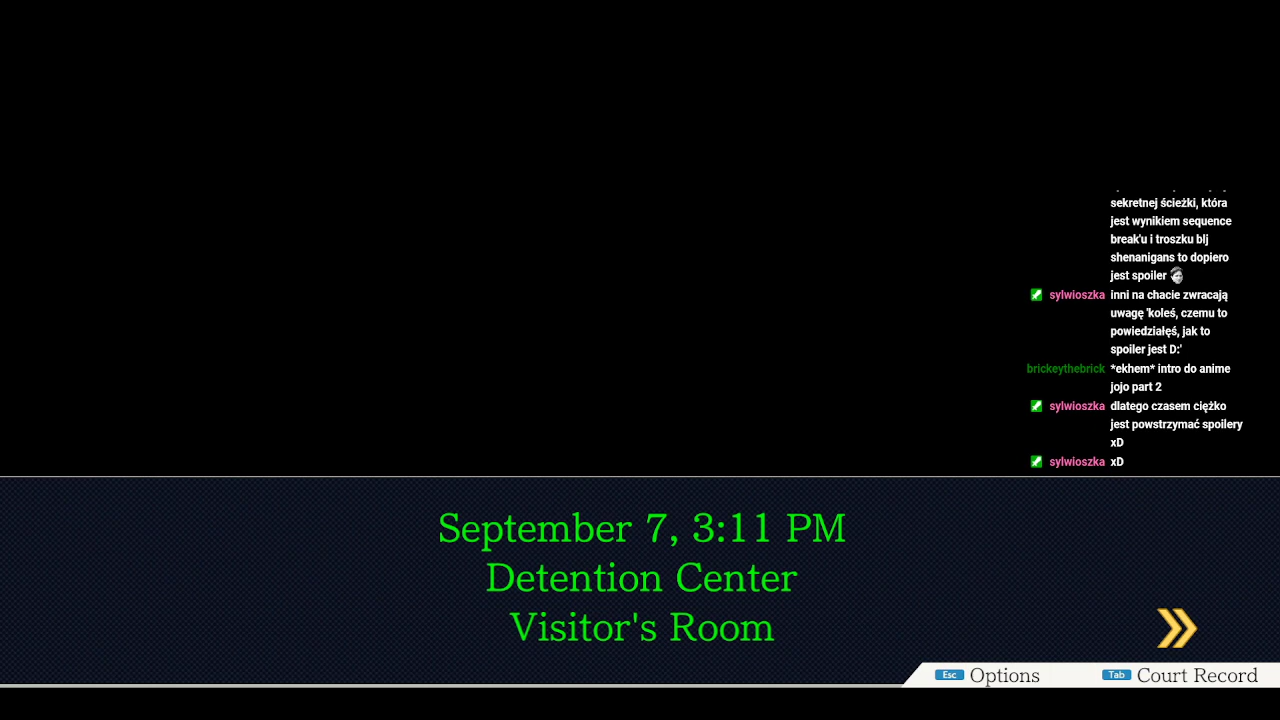 sekretnej ścieżki, która
jest wynikiem sequence
break'u i troszku blj
shenanigans to dopiero
jest spoiler
sylwioszka inni na chacie zwracają
uwagę 'koleś, czemu to
powiedziałęś, jak to
spoiler jest D:'
brickeythebrick *ekhem* intro do anime
jojo part 2
sylwioszka dlatego czasem ciężko
jest powstrzymać spoilery
xD
sylwioszka xD
September 7, 3:11 PM
Detention Center
Visitor's Room
Esc Options Tab Court Record